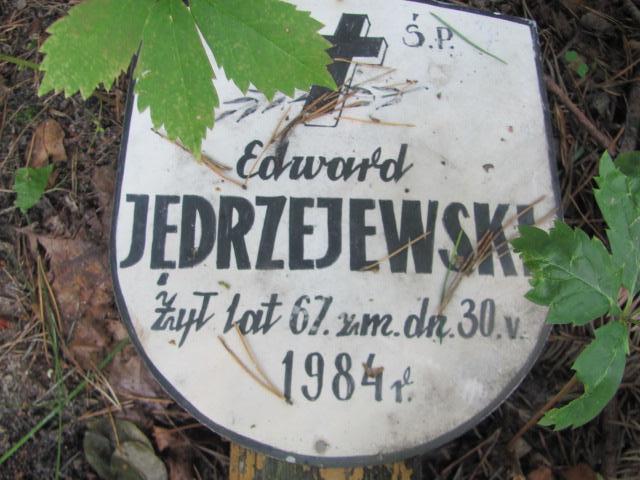 Ś.P.
Edward
JĘDRZEJEWSKI
żył lat 67. zm. dn. 30. v.
1984 r.